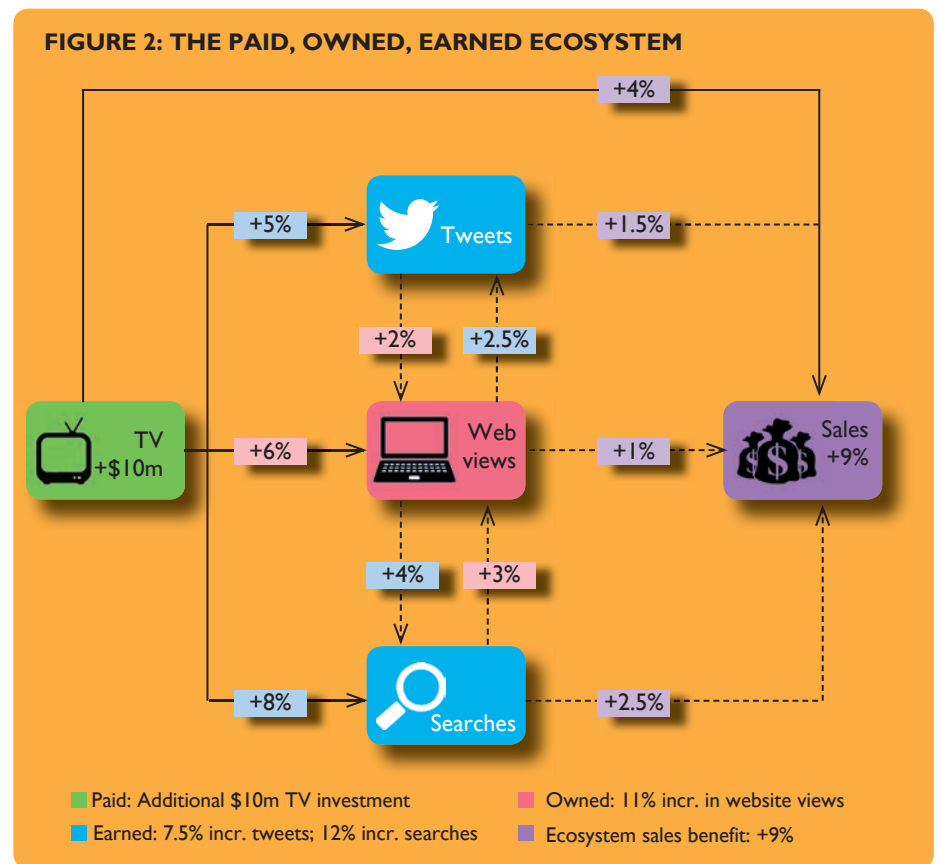 FIGURE 2: THE PAID, OWNED, EARNED ECOSYSTEM
+4%
+5%
Tweets
+1.5%
+2%
+2.5%
TV
+$10m
+6%
Web
views
+1%
Sales
+9%
$ $ $
+4%
+3%
+8%
Searches
+2.5%
Paid: Additional $10m TV investment
Owned: 11% incr. in website views
Earned: 7.5% incr. tweets; 12% incr. searches
Ecosystem sales benefit: +9%